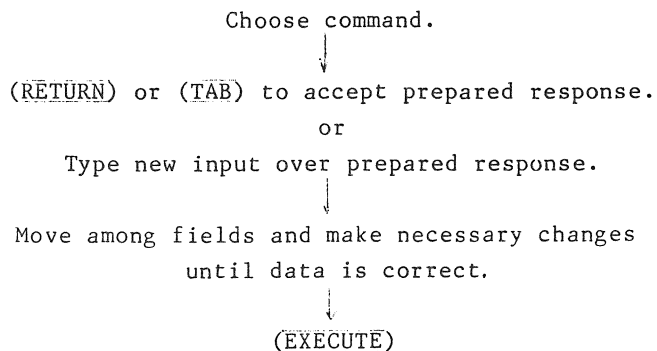 Choose command.
(RETURN) or (TAB) to accept prepared response.
or
Type new input over prepared response.
Move among fields and make necessary changes
until data is correct.
(EXECUTE)